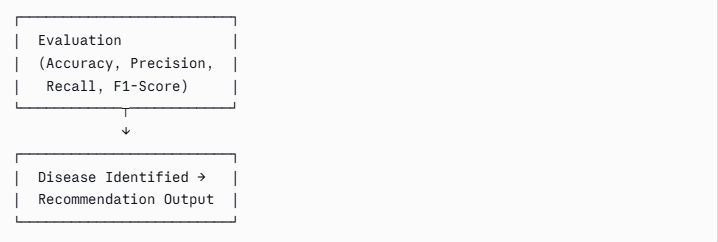 Evaluation
(Accuracy, Precision,
Recall, F1-Score)
↓
Disease Identified →
Recommendation Output